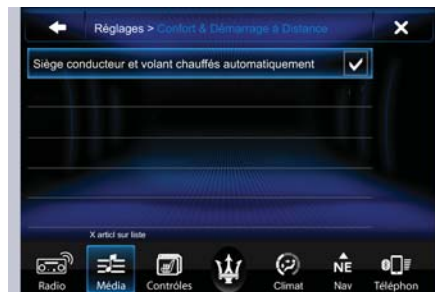 Réglages > Confort & Démarrage à Distance
Siège conducteur et volant chauffés automatiquement
X articl sur liste
Radio
Média
Contrôles
Climat
NE
Nav
Téléphon